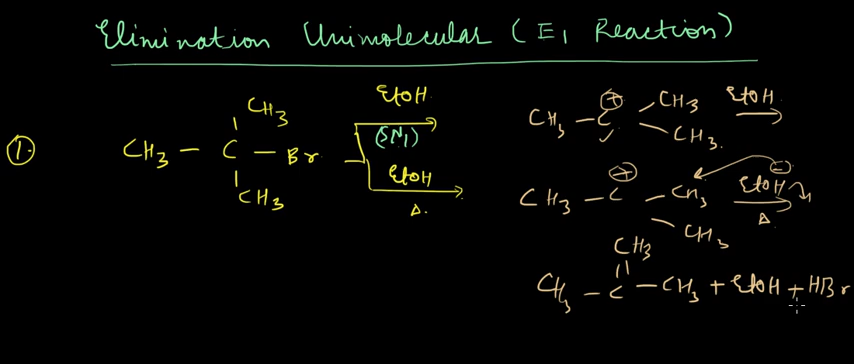 Elimination Unimolecular (E1 Reaction)
1.
CH3
CH3 - C - Br
CH3
EtOH
(SN1)
EtOH
Δ.
CH3 - C CH3 EtOH
+
CH3.
CH3 - C - CH3 EtOH
+ -
CH3 Δ
CH3
CH3 - C - CH3 + EtOH + HBr